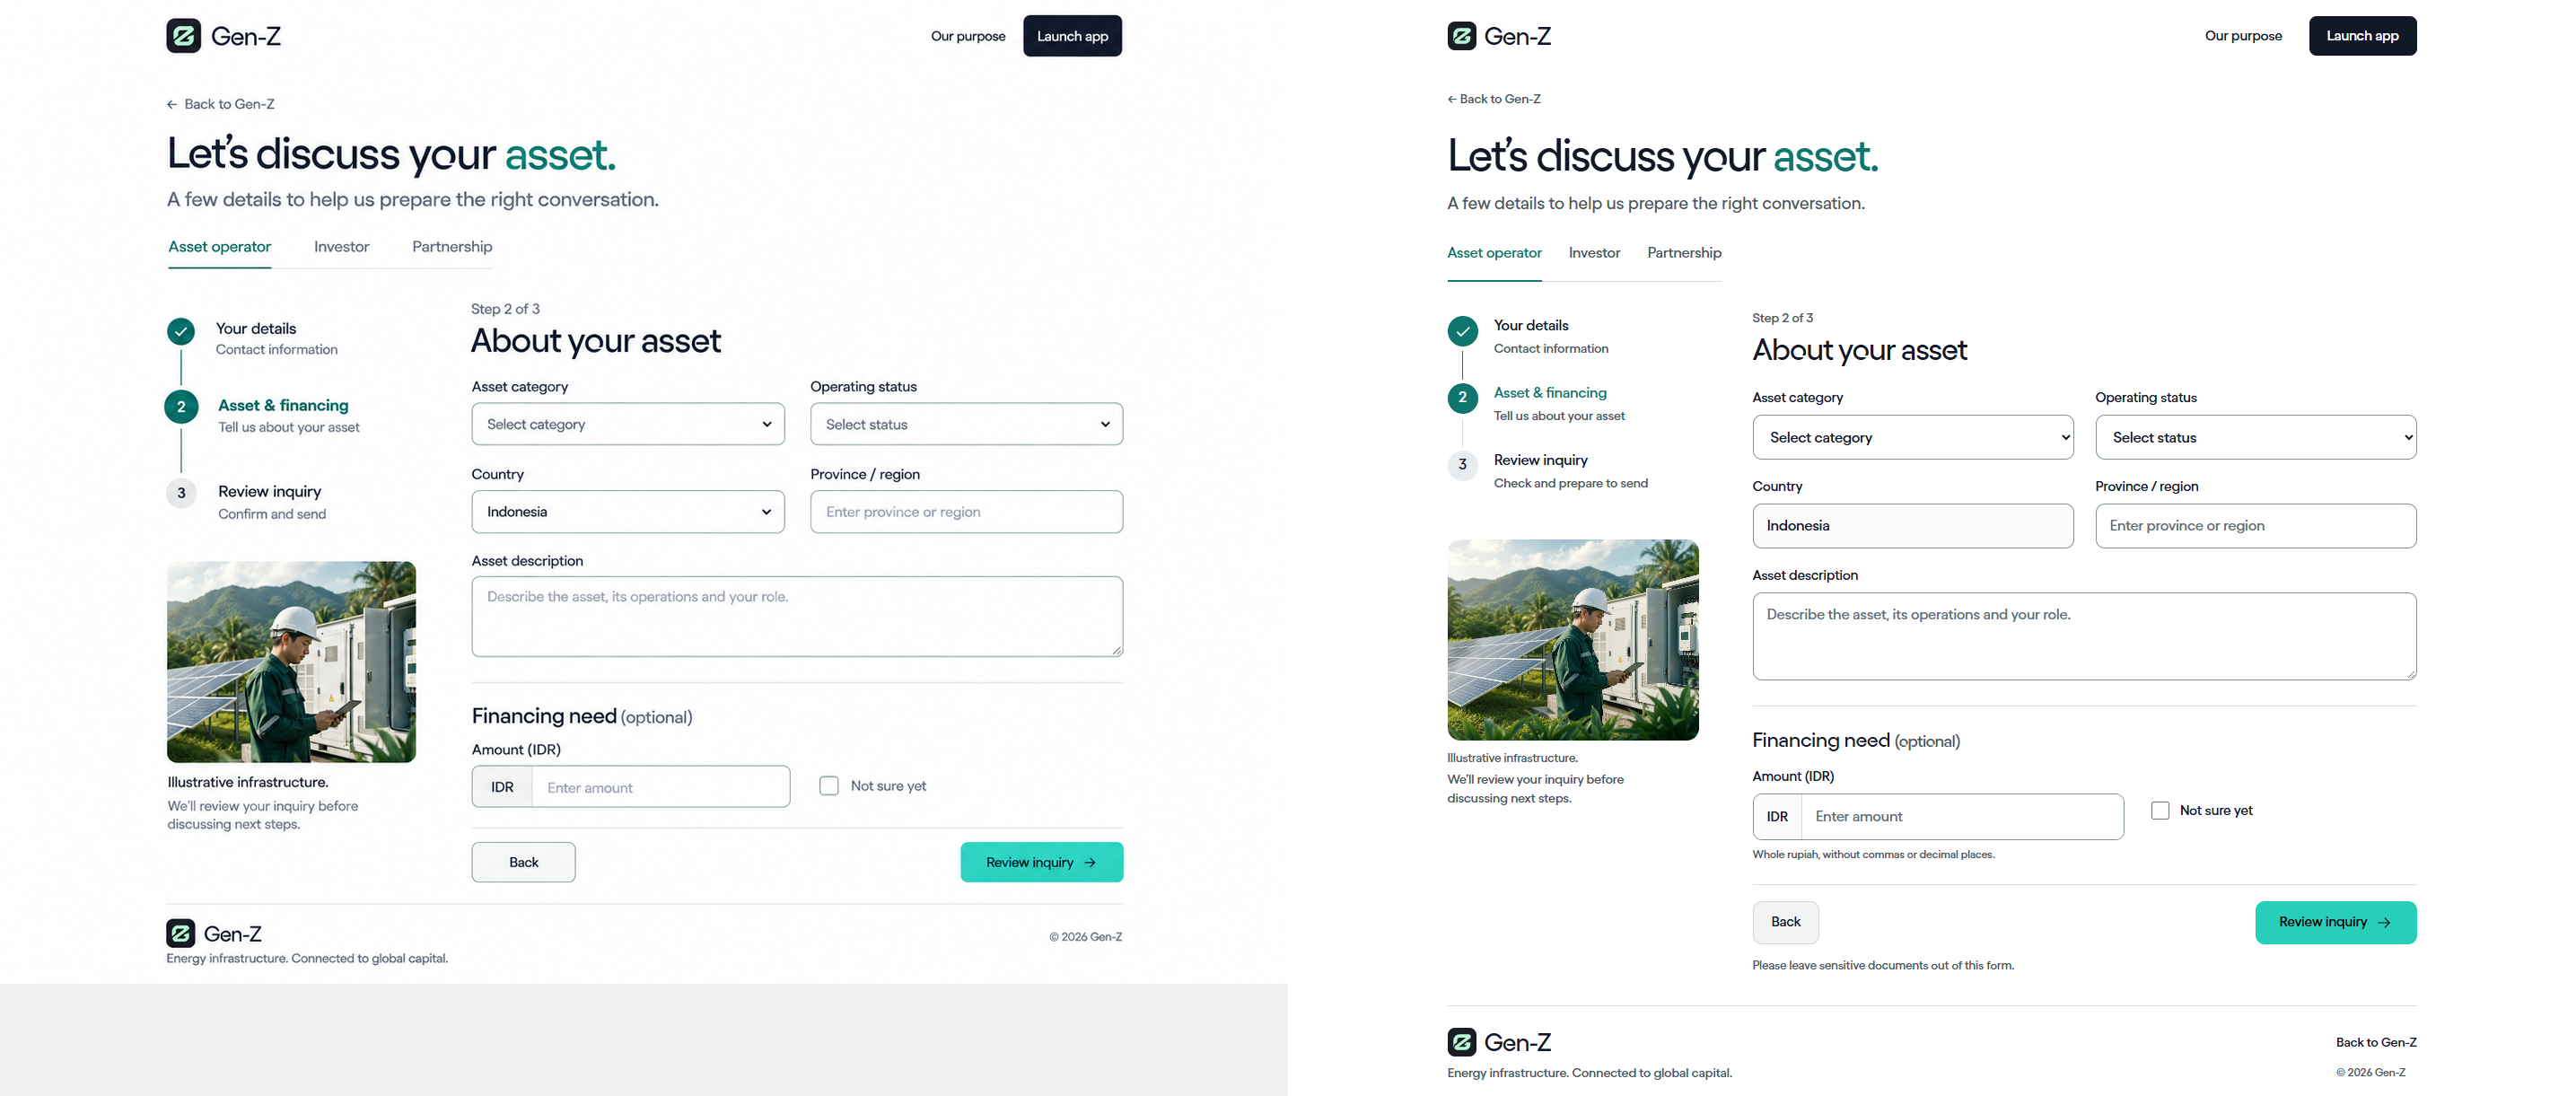 Gen-Z
Our purpose
Launch app
← Back to Gen-Z
Let's discuss your asset.
A few details to help us prepare the right conversation.
Asset operator
Investor
Partnership
Your details
Contact information
2
Asset & financing
Tell us about your asset
3
Review inquiry
Confirm and send
Illustrative infrastructure.
We'll review your inquiry before
discussing next steps.
Step 2 of 3
About your asset
Asset category
Select category
Operating status
Select status
Country
Indonesia
Province / region
Enter province or region
Asset description
Describe the asset, its operations and your role.
Financing need (optional)
Amount (IDR)
IDR
Enter amount
Not sure yet
Back
Review inquiry →
Gen-Z
Energy infrastructure. Connected to global capital.
© 2026 Gen-Z
Gen-Z
Our purpose
Launch app
← Back to Gen-Z
Let's discuss your asset.
A few details to help us prepare the right conversation.
Asset operator
Investor
Partnership
Your details
Contact information
2
Asset & financing
Tell us about your asset
3
Review inquiry
Check and prepare to send
Illustrative infrastructure.
We'll review your inquiry before
discussing next steps.
Step 2 of 3
About your asset
Asset category
Select category
Operating status
Select status
Country
Indonesia
Province / region
Enter province or region
Asset description
Describe the asset, its operations and your role.
Financing need (optional)
Amount (IDR)
IDR
Enter amount
Not sure yet
Whole rupiah, without commas or decimal places.
Back
Review inquiry →
Please leave sensitive documents out of this form.
Gen-Z
Energy infrastructure. Connected to global capital.
Back to Gen-Z
© 2026 Gen-Z